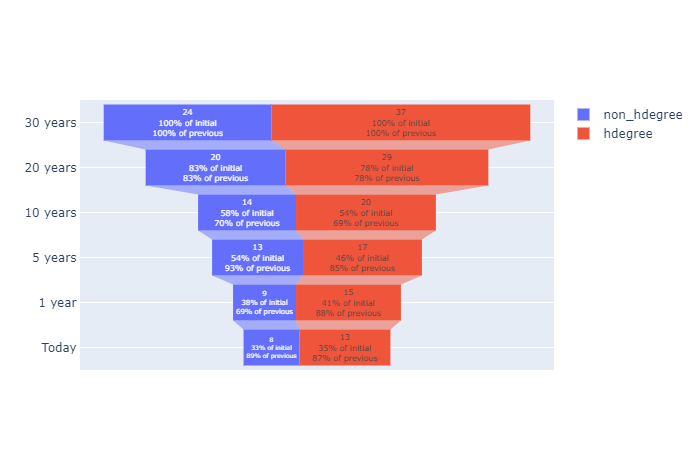 30 years
24
100% of initial
100% of previous
37
100% of initial
100% of previous
non_hdegree
hdegree
20 years
20
83% of initial
83% of previous
29
78% of initial
78% of previous
10 years
14
58% of initial
70% of previous
20
54% of initial
69% of previous
5 years
13
54% of initial
93% of previous
17
46% of initial
85% of previous
1 year
9
38% of initial
69% of previous
15
41% of initial
88% of previous
Today
8
33% of initial
89% of previous
13
35% of initial
87% of previous